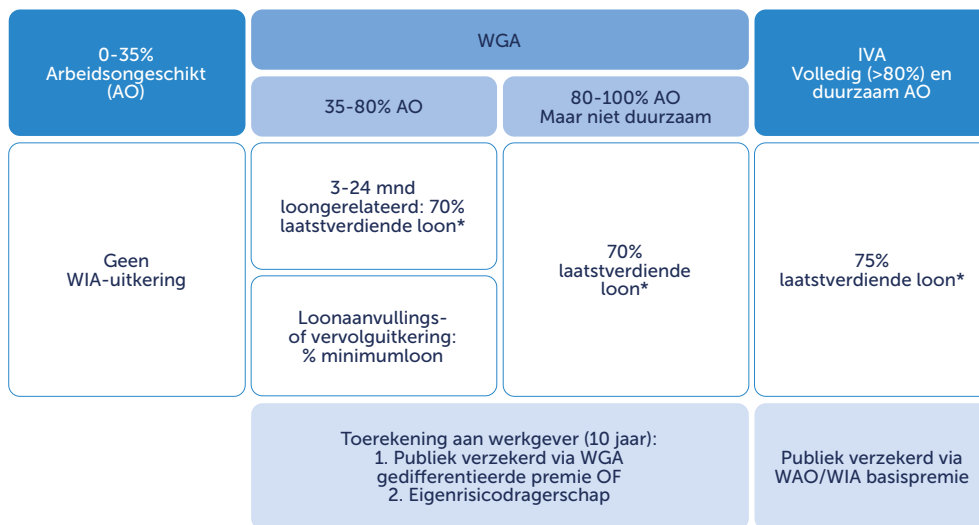 0-35%
Arbeidsongeschikt
(AO)
WGA
IVA
Volledig (>80%) en
duurzaam AO
35-80% AO
80-100% AO
Maar niet duurzaam
Geen
WIA-uitkering
3-24 mnd
loongerelateerd: 70%
laatstverdiende loon*
Loonaanvullings-
of vervolguitkering:
% minimumloon
70%
laatstverdiende
loon*
75%
laatstverdiende loon*
Toerekening aan werkgever (10 jaar):
1. Publiek verzekerd via WGA
gedifferentieerde premie OF
2. Eigenrisicodragerschap
Publiek verzekerd via
WAO/WIA basispremie